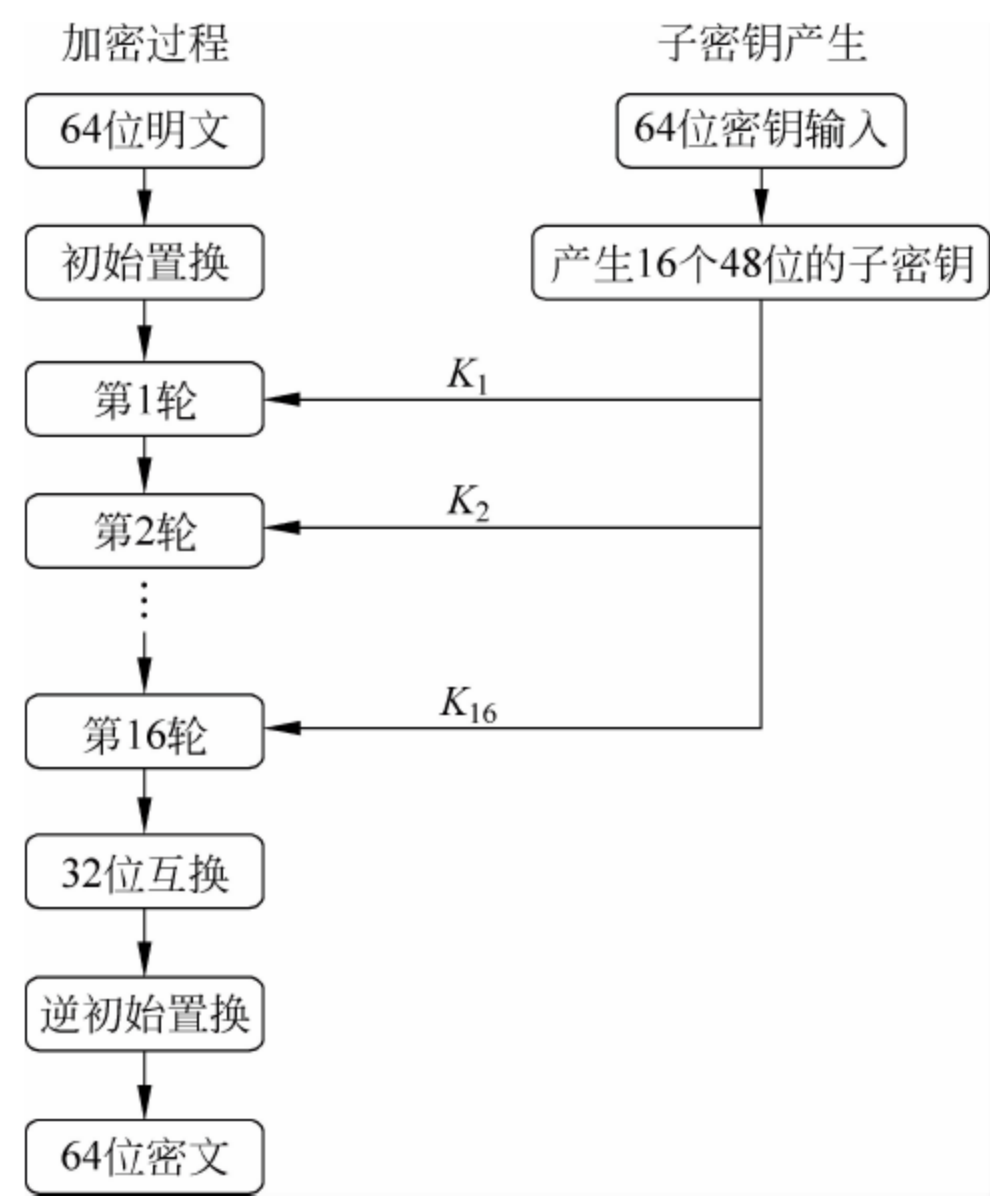 加密过程
子密钥产生
64位明文
64位密钥输入
初始置换
产生16个48位的子密钥
第1轮
K1
第2轮
K2
⋮
第16轮
K16
32位互换
逆初始置换
64位密文